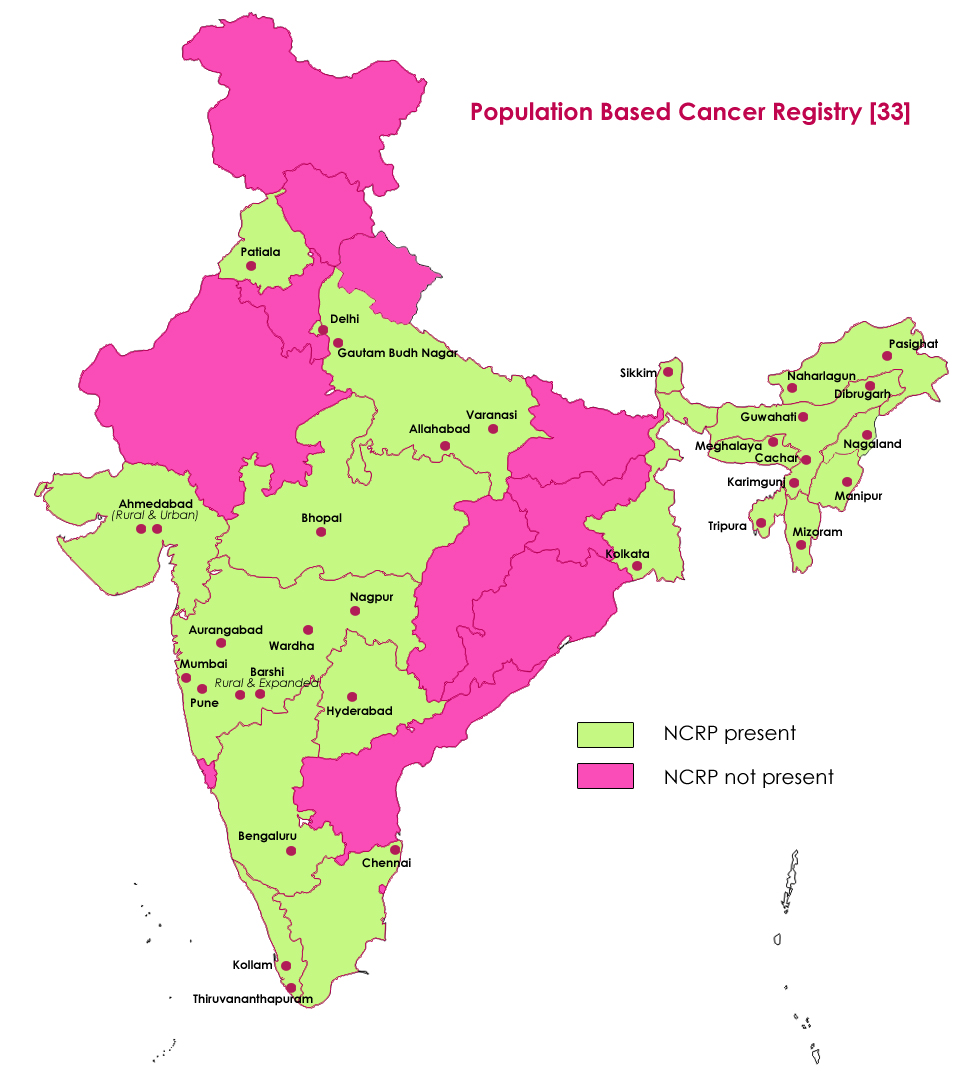 Population Based Cancer Registry [33]
Patiala
Delhi
Gautam Budh Nagar
Pasighat
Sikkim
Naharlagun
Dibrugarh
Varanasi
Guwahati
Allahabad
Meghalaya
Nagaland
Cachar
Karimgunj
Manipur
Ahmedabad
(Rural & Urban)
Bhopal
Tripura
Mizoram
Kolkata
Nagpur
Aurangabad
Wardha
Mumbai
Barshi
Rural & Expanded
Pune
Hyderabad
NCRP present
NCRP not present
Bengaluru
Chennai
Kollam
Thiruvananthapuram